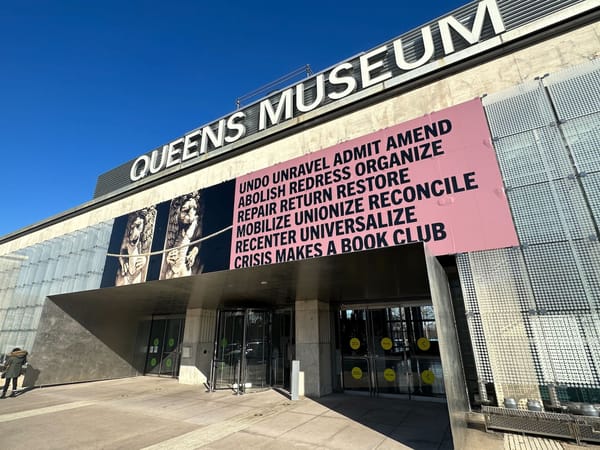 QUEENS MUSEUM
UNDO UNRAVEL ADMIT AMEND
ABOLISH REDRESS ORGANIZE
REPAIR RETURN RESTORE
MOBILIZE UNIONIZE RECONCILE
RECENTER UNIVERSALIZE
CRISIS MAKES A BOOK CLUB